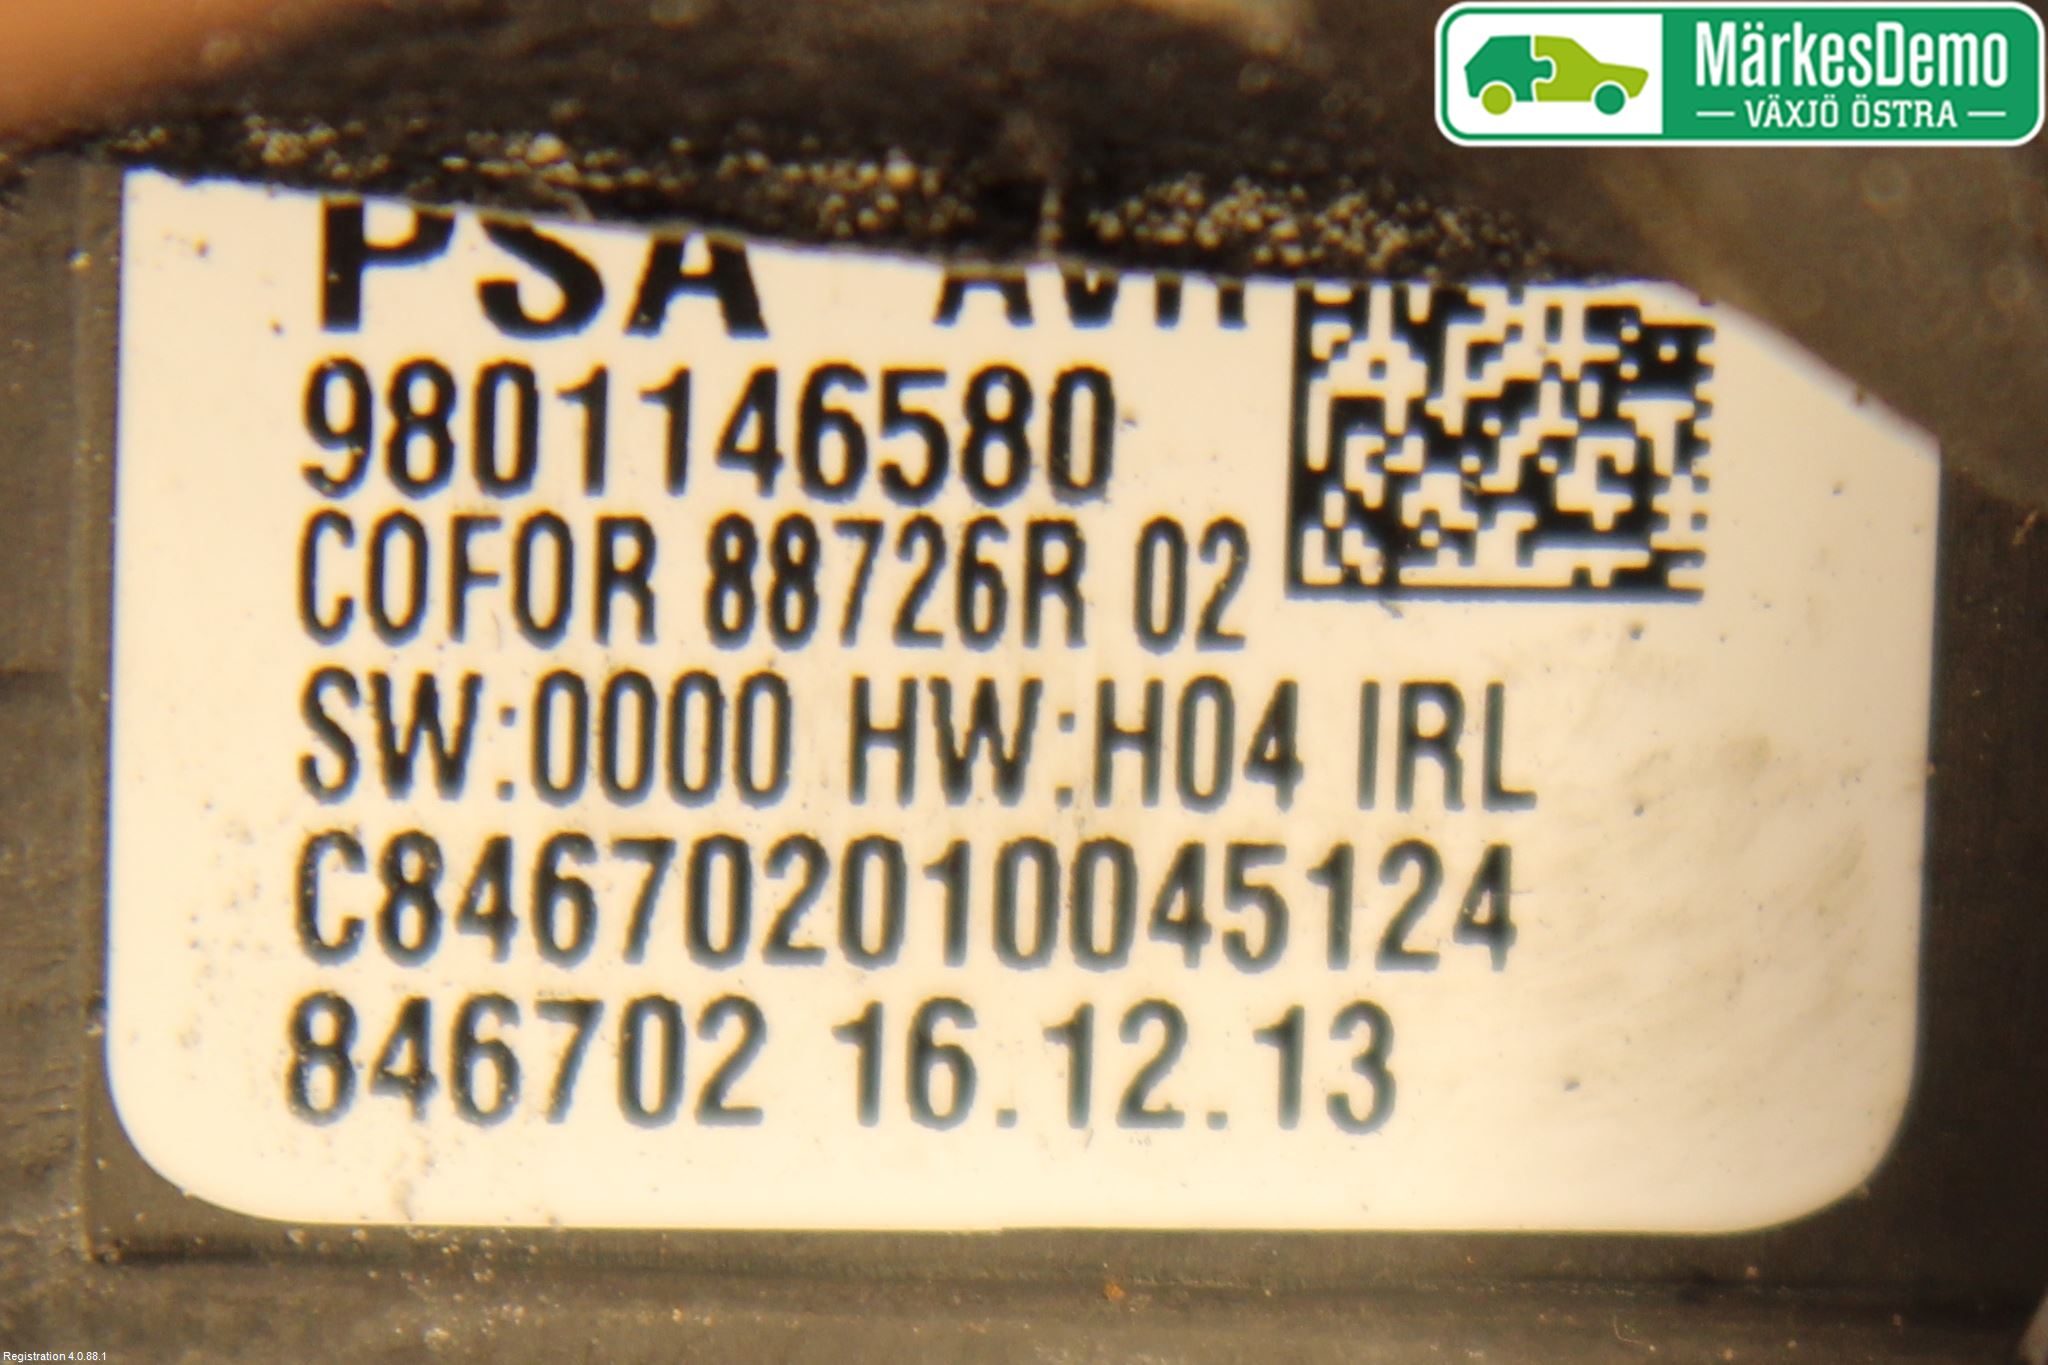 MärkesDemo
VÄXJÖ ÖSTRA
PSA
9801146580
COFOR 88726R 02
SW:0000 HW:H04 IRL
C846702010045124
846702 16.12.13
Registration 4.0.88.1